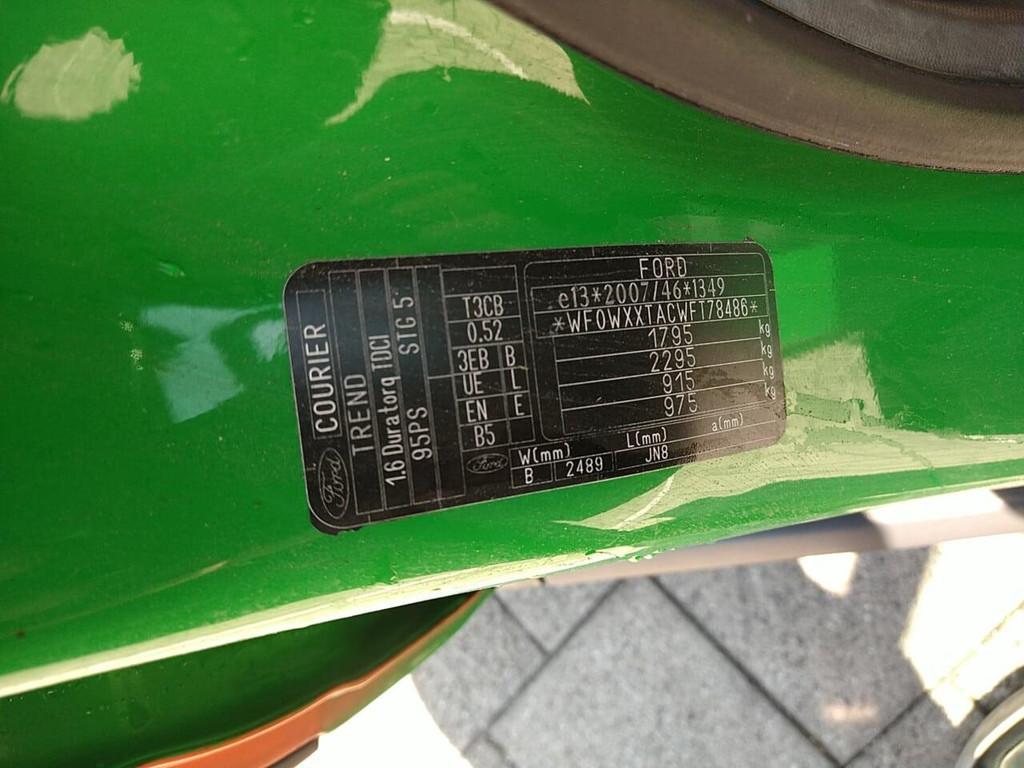 FORD
e13*2007/46*1349
*WF0WXXTACWFT78486*
1795 kg
2295 kg
915 kg
975 kg
T3CB
0.52
3EB B
UE L
EN E
B5
Ford
W(mm) L(mm) a(mm)
B 2489 JN8
Ford COURIER
TREND
1.6 Duratorq TDCI
95PS STG 5